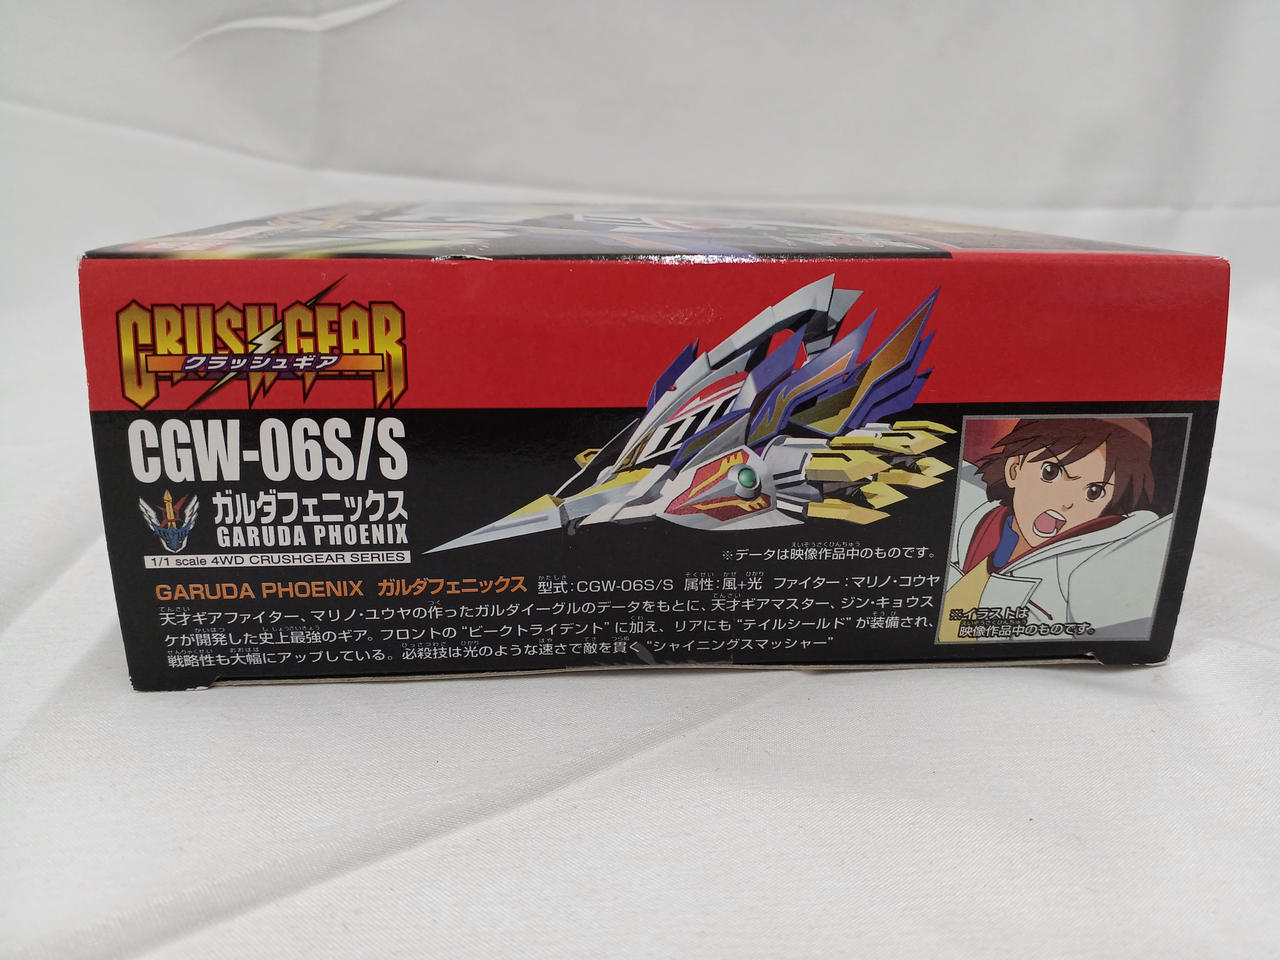 CRUSH GEAR
クラッシュギア
CGW-06S/S
ガルダフェニックス
GARUDA PHOENIX
1/1 scale 4WD CRUSHGEAR SERIES
※データは映像作品中のものです。
GARUDA PHOENIX ガルダフェニックス 型式:CGW-06S/S 属性:風+光 ファイター:マリノ・コウヤ
天才ギアファイター、マリノ・ユウヤの作ったガルダイーグルのデータをもとに、天才ギアマスター、ジン・キョウス
ケが開発した史上最強のギア。フロントの“ビークトライデント”に加え、リアにも“テイルシールド”が装備され、
戦略性も大幅にアップしている。必殺技は光のような速さで敵を貫く“シャイニングスマッシャー”
※イラストは
映像作品中のものです。